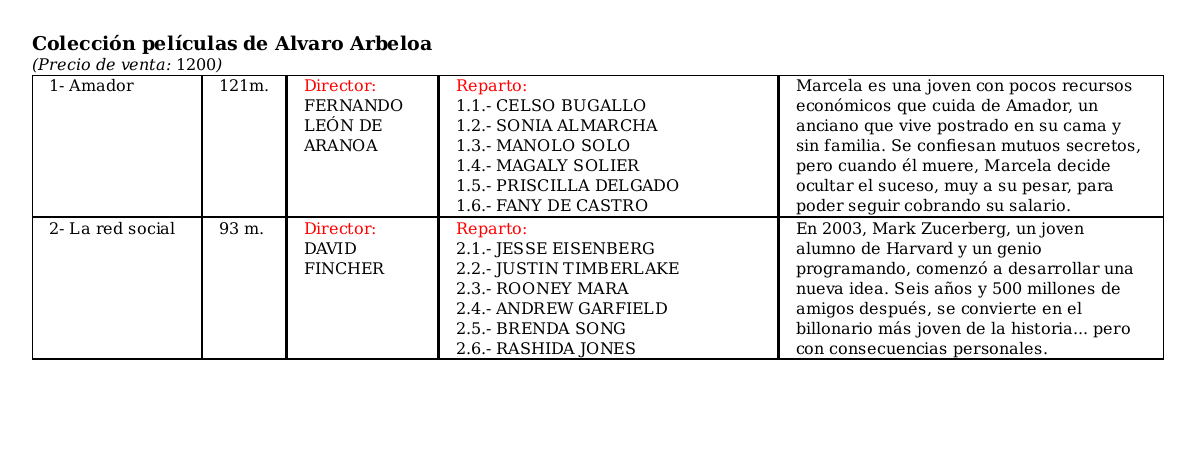 Colección películas de Alvaro Arbeloa
(Precio de venta: 1200)
1- Amador
121m.
Director:
FERNANDO
LEÓN DE
ARANOA
Reparto:
1.1.- CELSO BUGALLO
1.2.- SONIA ALMARCHA
1.3.- MANOLO SOLO
1.4.- MAGALY SOLIER
1.5.- PRISCILLA DELGADO
1.6.- FANY DE CASTRO
Marcela es una joven con pocos recursos
económicos que cuida de Amador, un
anciano que vive postrado en su cama y
sin familia. Se confiesan mutuos secretos,
pero cuando él muere, Marcela decide
ocultar el suceso, muy a su pesar, para
poder seguir cobrando su salario.
2- La red social
93 m.
Director:
DAVID
FINCHER
Reparto:
2.1.- JESSE EISENBERG
2.2.- JUSTIN TIMBERLAKE
2.3.- ROONEY MARA
2.4.- ANDREW GARFIELD
2.5.- BRENDA SONG
2.6.- RASHIDA JONES
En 2003, Mark Zucerberg, un joven
alumno de Harvard y un genio
programando, comenzó a desarrollar una
nueva idea. Seis años y 500 millones de
amigos después, se convierte en el
billonario más joven de la historia... pero
con consecuencias personales.